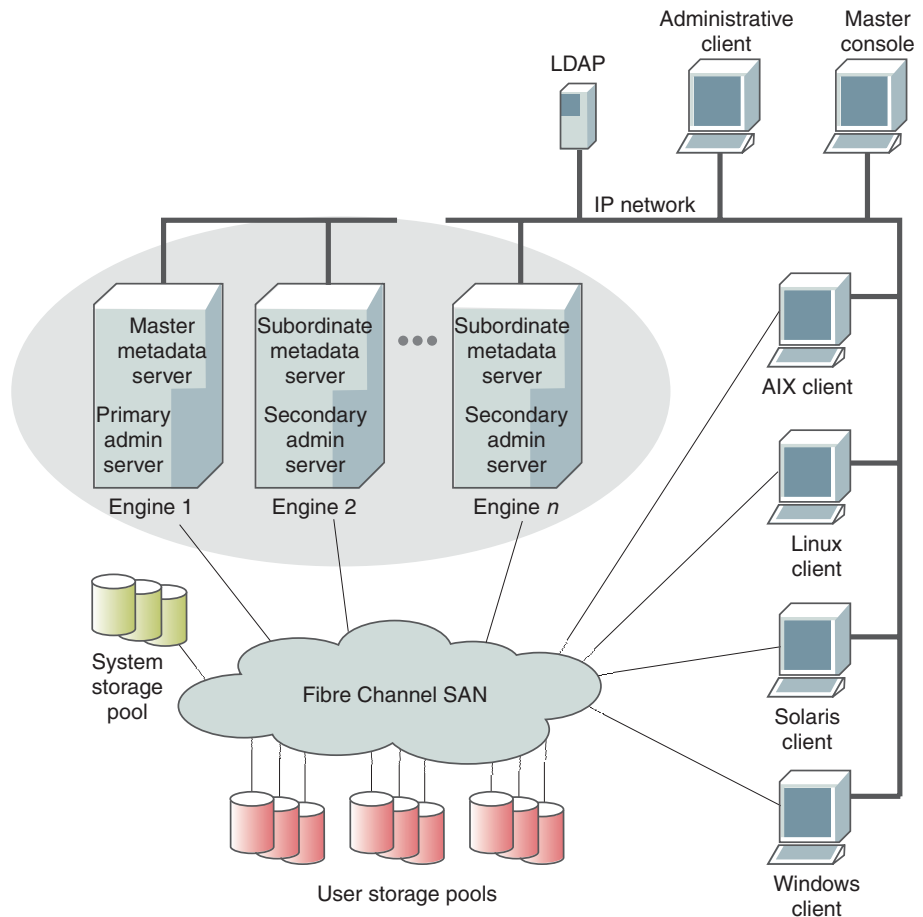 Administrative
client
Master
console
LDAP
IP network
Master
metadata
server
Primary
admin
server
Engine 1
Subordinate
metadata
server
Secondary
admin
server
Engine 2
Subordinate
metadata
server
Secondary
admin
server
Engine n
AIX client
Linux
client
System
storage
pool
Fibre Channel SAN
Solaris
client
User storage pools
Windows
client